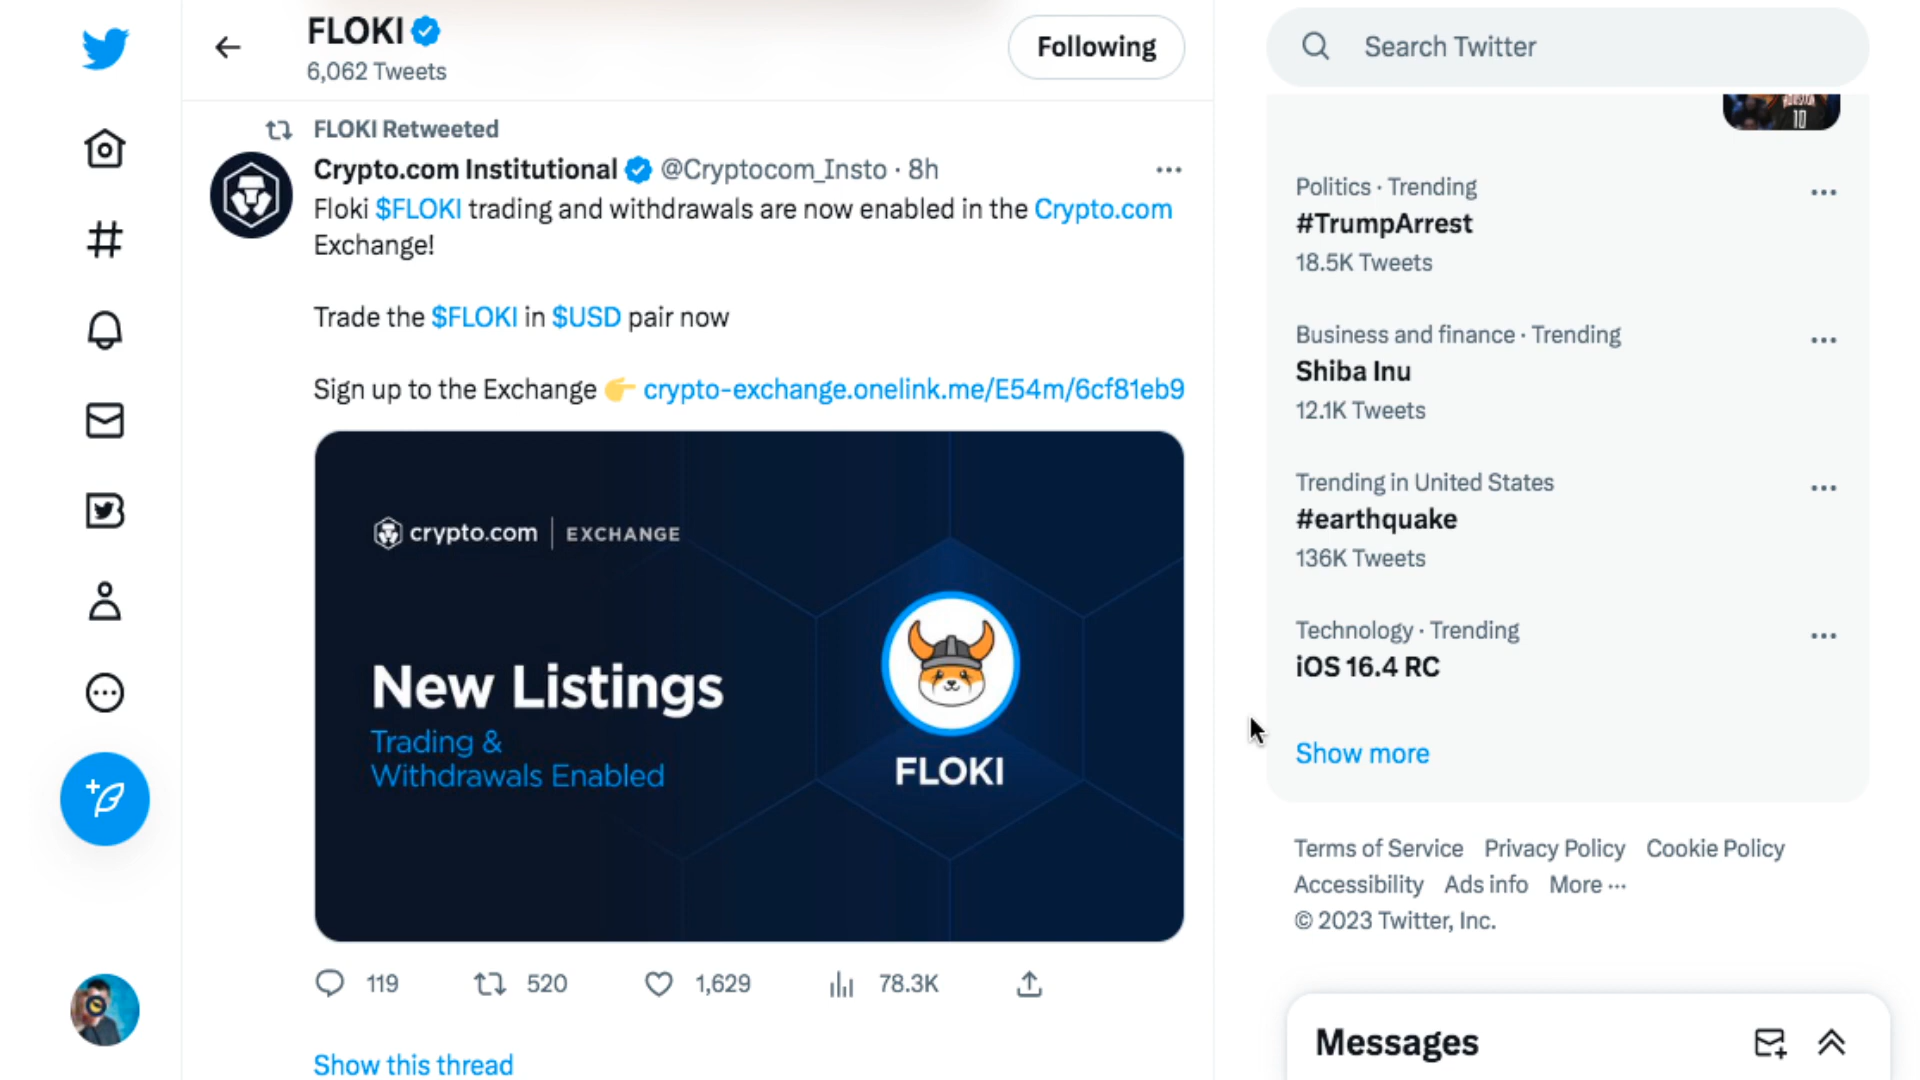 FLOKI
6,062 Tweets
Following
Search Twitter
FLOKI Retweeted
Crypto.com Institutional @Cryptocom_Insto · 8h
Floki $FLOKI trading and withdrawals are now enabled in the Crypto.com
Exchange!
Trade the $FLOKI in $USD pair now
Sign up to the Exchange 👉 crypto-exchange.onelink.me/E54m/6cf81eb9
crypto.com | EXCHANGE
New Listings
Trading &
Withdrawals Enabled
FLOKI
119 520 1,629 78.3K
Show this thread
10
Politics · Trending
#TrumpArrest
18.5K Tweets
Business and finance · Trending
Shiba Inu
12.1K Tweets
Trending in United States
#earthquake
136K Tweets
Technology · Trending
iOS 16.4 RC
Show more
Terms of Service Privacy Policy Cookie Policy
Accessibility Ads info More ···
© 2023 Twitter, Inc.
Messages